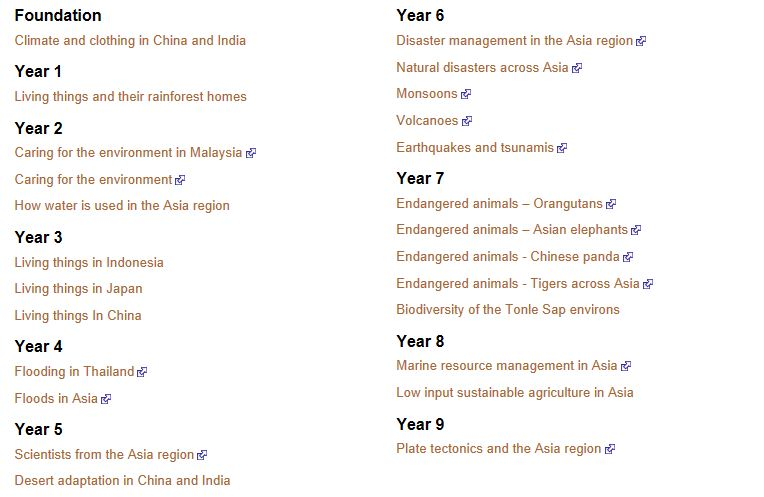 Foundation
Climate and clothing in China and India
Year 1
Living things and their rainforest homes
Year 2
Caring for the environment in Malaysia
Caring for the environment
How water is used in the Asia region
Year 3
Living things in Indonesia
Living things in Japan
Living things In China
Year 4
Flooding in Thailand
Floods in Asia
Year 5
Scientists from the Asia region
Desert adaptation in China and India
Year 6
Disaster management in the Asia region
Natural disasters across Asia
Monsoons
Volcanoes
Earthquakes and tsunamis
Year 7
Endangered animals – Orangutans
Endangered animals – Asian elephants
Endangered animals - Chinese panda
Endangered animals - Tigers across Asia
Biodiversity of the Tonle Sap environs
Year 8
Marine resource management in Asia
Low input sustainable agriculture in Asia
Year 9
Plate tectonics and the Asia region